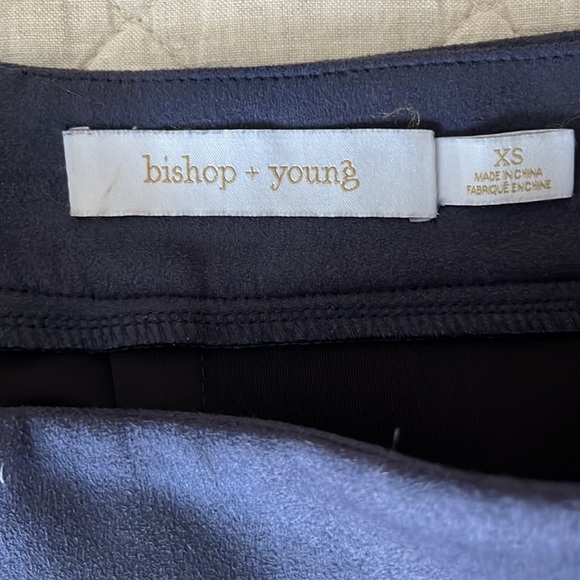 bishop + young
XS
MADE IN CHINA
FABRIQUÉ EN CHINE